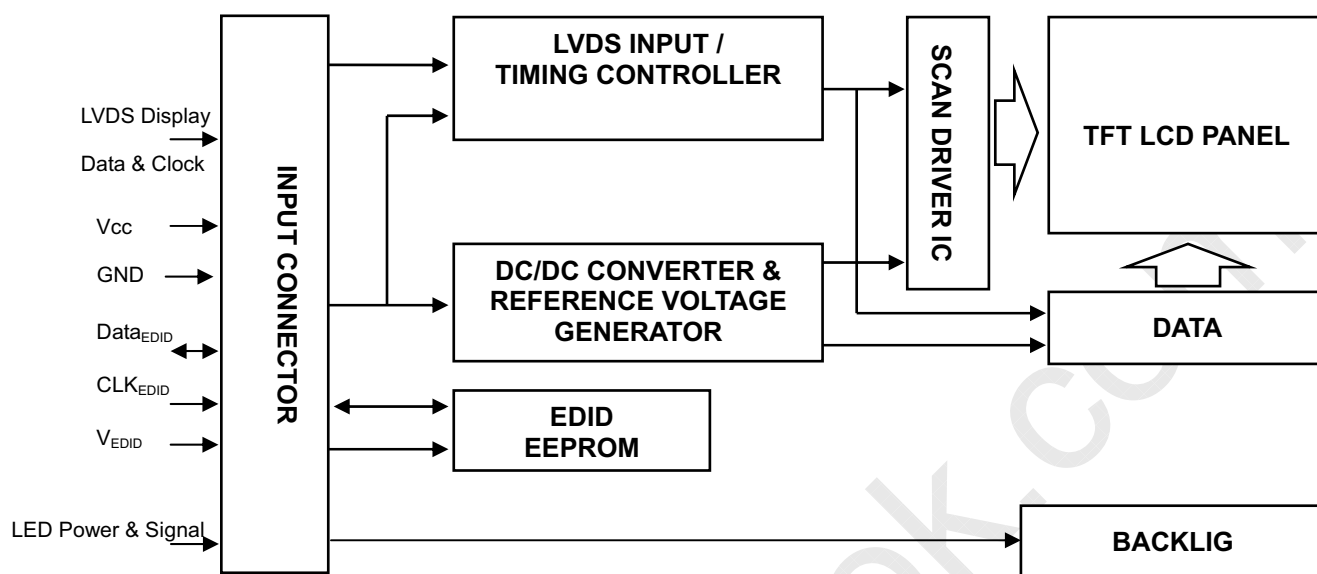 LVDS Display
Data & Clock
Vcc
GND
DataEDID
CLKEDID
VEDID
LED Power & Signal
INPUT CONNECTOR
LVDS INPUT /
TIMING CONTROLLER
DC/DC CONVERTER &
REFERENCE VOLTAGE
GENERATOR
EDID
EEPROM
SCAN DRIVER IC
TFT LCD PANEL
DATA
BACKLIG